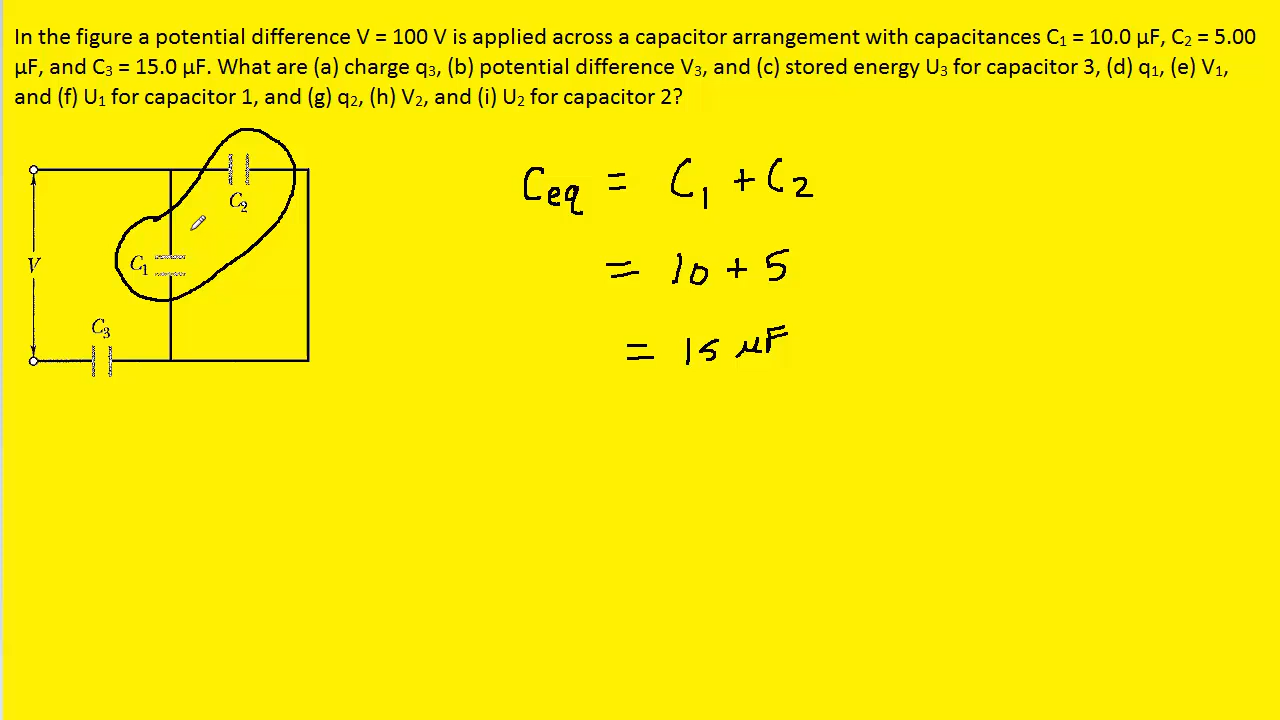 In the figure a potential difference V = 100 V is applied across a capacitor arrangement with capacitances C₁ = 10.0 µF, C₂ = 5.00
µF, and C₃ = 15.0 µF. What are (a) charge q₃, (b) potential difference V₃, and (c) stored energy U₃ for capacitor 3, (d) q₁, (e) V₁,
and (f) U₁ for capacitor 1, and (g) q₂, (h) V₂, and (i) U₂ for capacitor 2?
C₂
V
C₁
C₃
Ceq = C₁ + C₂
= 10 + 5
= 15 µF